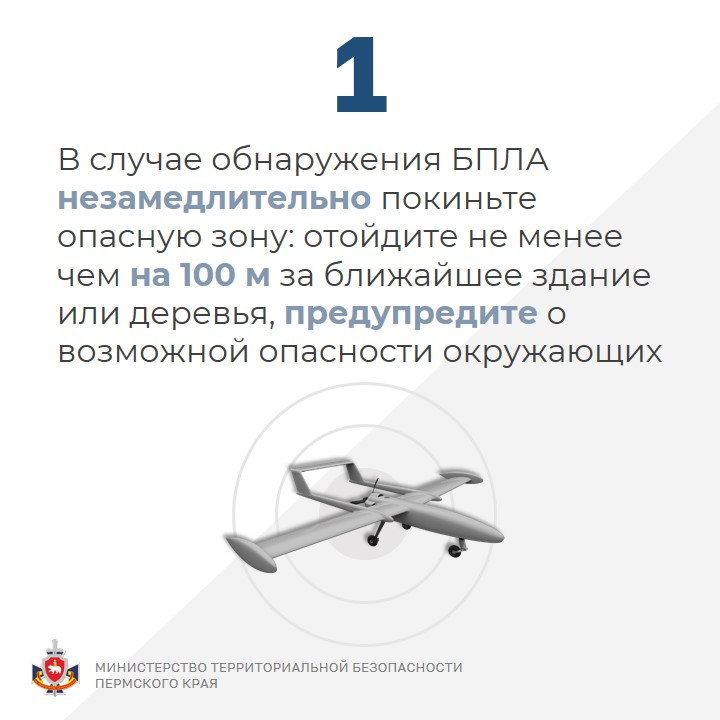 1
В случае обнаружения БПЛА
незамедлительно покиньте
опасную зону: отойдите не менее
чем на 100 м за ближайшее здание
или деревья, предупредите о
возможной опасности окружающих
МИНИСТЕРСТВО ТЕРРИТОРИАЛЬНОЙ БЕЗОПАСНОСТИ
ПЕРМСКОГО КРАЯ